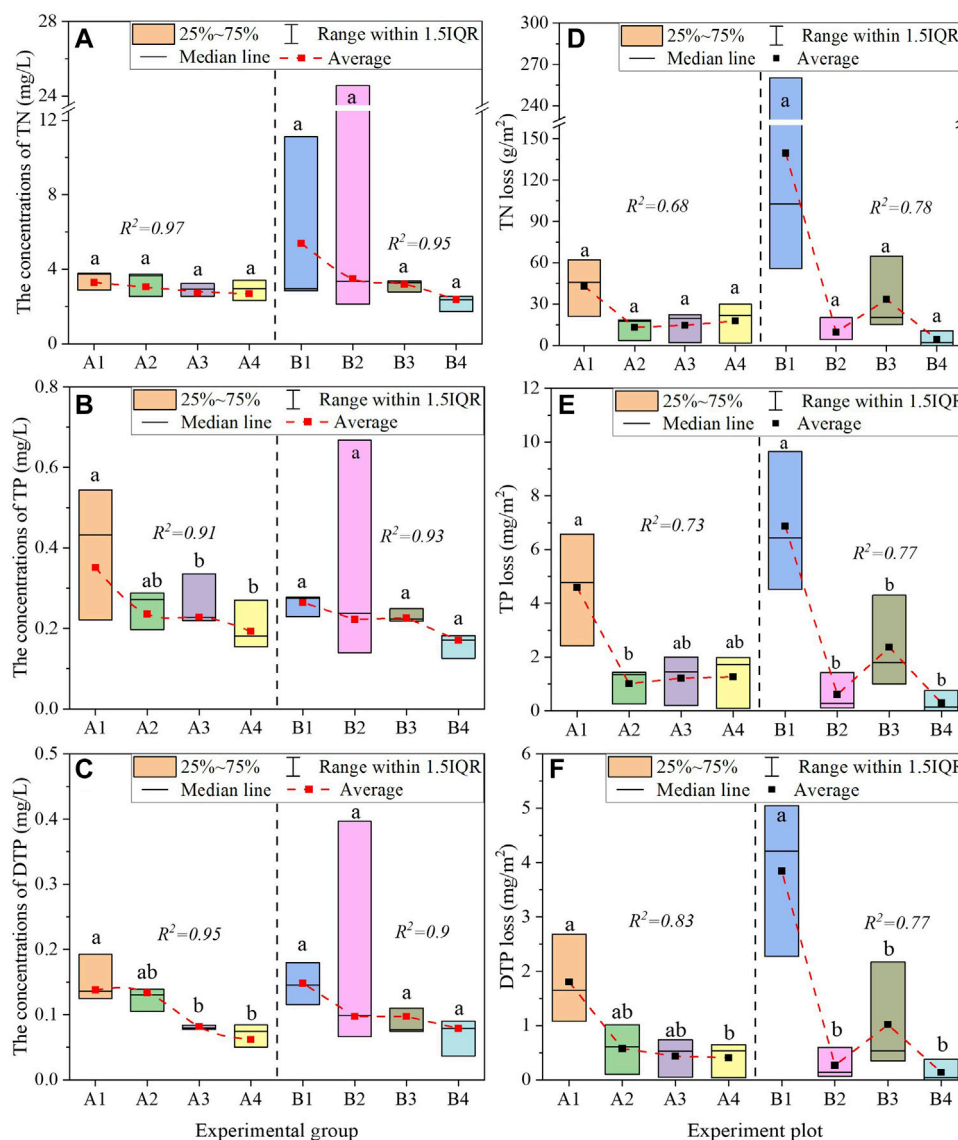 A
25%~75%
Range within 1.5IQR
Median line
Average
The concentrations of TN (mg/L)
28
24
12
8
4
0
a
a
a
a
a
a
a
a
R²=0.97
R²=0.95
A1 A2 A3 A4 B1 B2 B3 B4
D
25%~75%
Range within 1.5IQR
Median line
Average
TN loss (g/m²)
300
270
150
120
90
60
30
0
a
a
a
a
a
a
a
a
R²=0.68
R²=0.78
A1 A2 A3 A4 B1 B2 B3 B4
B
25%~75%
Range within 1.5IQR
Median line
Average
The concentrations of TP (mg/L)
0.8
0.6
0.4
0.2
0.0
a
ab
b
b
a
a
a
a
R²=0.91
R²=0.93
A1 A2 A3 A4 B1 B2 B3 B4
E
25%~75%
Range within 1.5IQR
Median line
Average
TP loss (mg/m²)
12
10
8
6
4
2
0
a
b
ab
ab
a
b
b
b
R²=0.73
R²=0.77
A1 A2 A3 A4 B1 B2 B3 B4
C
25%~75%
Range within 1.5IQR
Median line
Average
The concentrations of DTP (mg/L)
0.5
0.4
0.3
0.2
0.1
0.0
a
ab
b
b
a
a
a
a
R²=0.95
R²=0.9
A1 A2 A3 A4 B1 B2 B3 B4
Experimental group
F
25%~75%
Range within 1.5IQR
Median line
Average
DTP loss (mg/m²)
6
5
4
3
2
1
0
a
ab
ab
b
a
b
b
b
R²=0.83
R²=0.77
A1 A2 A3 A4 B1 B2 B3 B4
Experiment plot